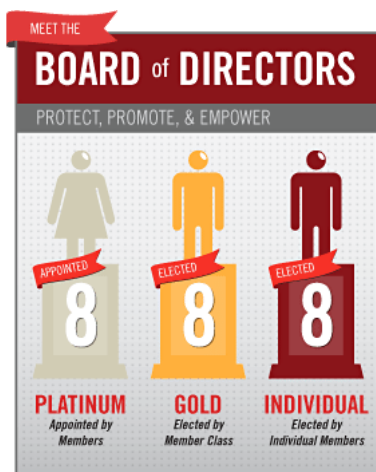 MEET THE
BOARD of DIRECTORS
PROTECT, PROMOTE, & EMPOWER
APPOINTED
8
ELECTED
8
ELECTED
8
PLATINUM
Appointed by
Members
GOLD
Elected by
Member Class
INDIVIDUAL
Elected by
Individual Members